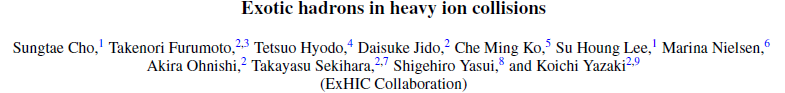 Exotic hadrons in heavy ion collisions
Sungtae Cho,1 Takenori Furumoto,2,3 Tetsuo Hyodo,4 Daisuke Jido,2 Che Ming Ko,5 Su Houng Lee,1 Marina Nielsen,6
Akira Ohnishi,2 Takayasu Sekihara,2,7 Shigehiro Yasui,8 and Koichi Yazaki2,9
(ExHIC Collaboration)